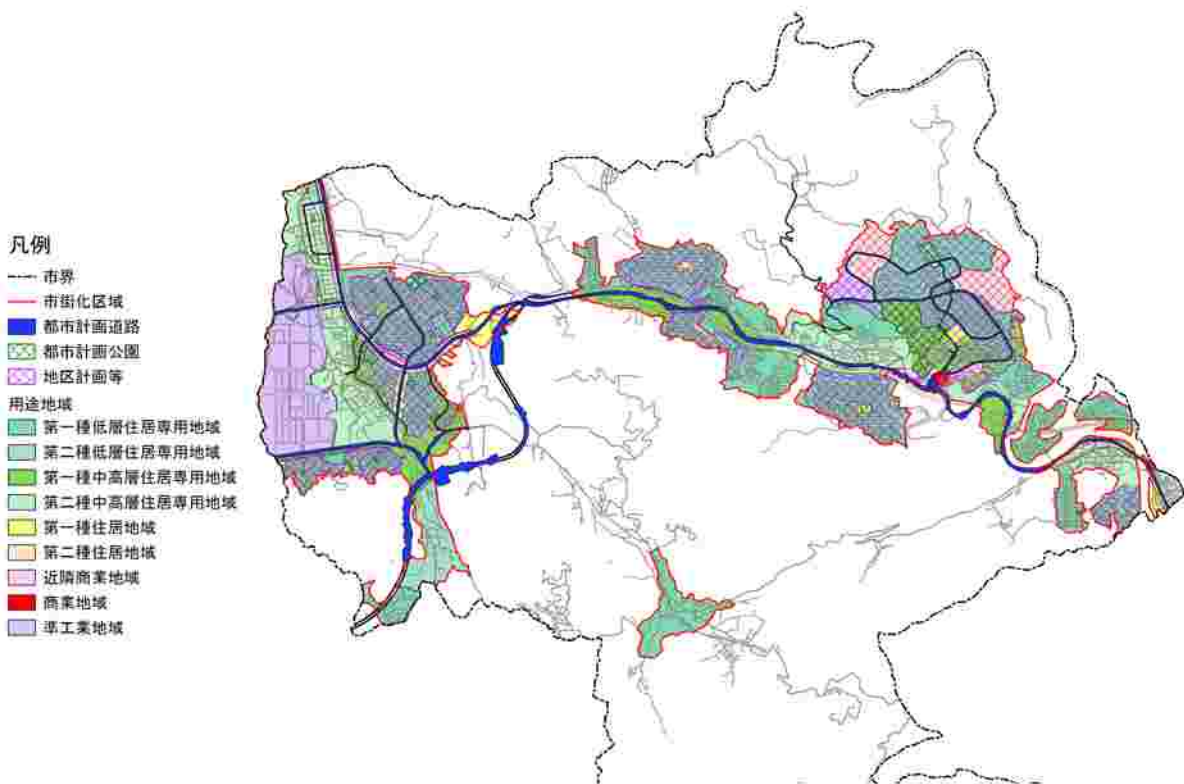 凡例
市界
市街化区域
都市計画道路
都市計画公園
地区計画等
用途地域
第一種低層住居専用地域
第二種低層住居専用地域
第一種中高層住居専用地域
第二種中高層住居専用地域
第一種住居地域
第二種住居地域
近隣商業地域
商業地域
準工業地域